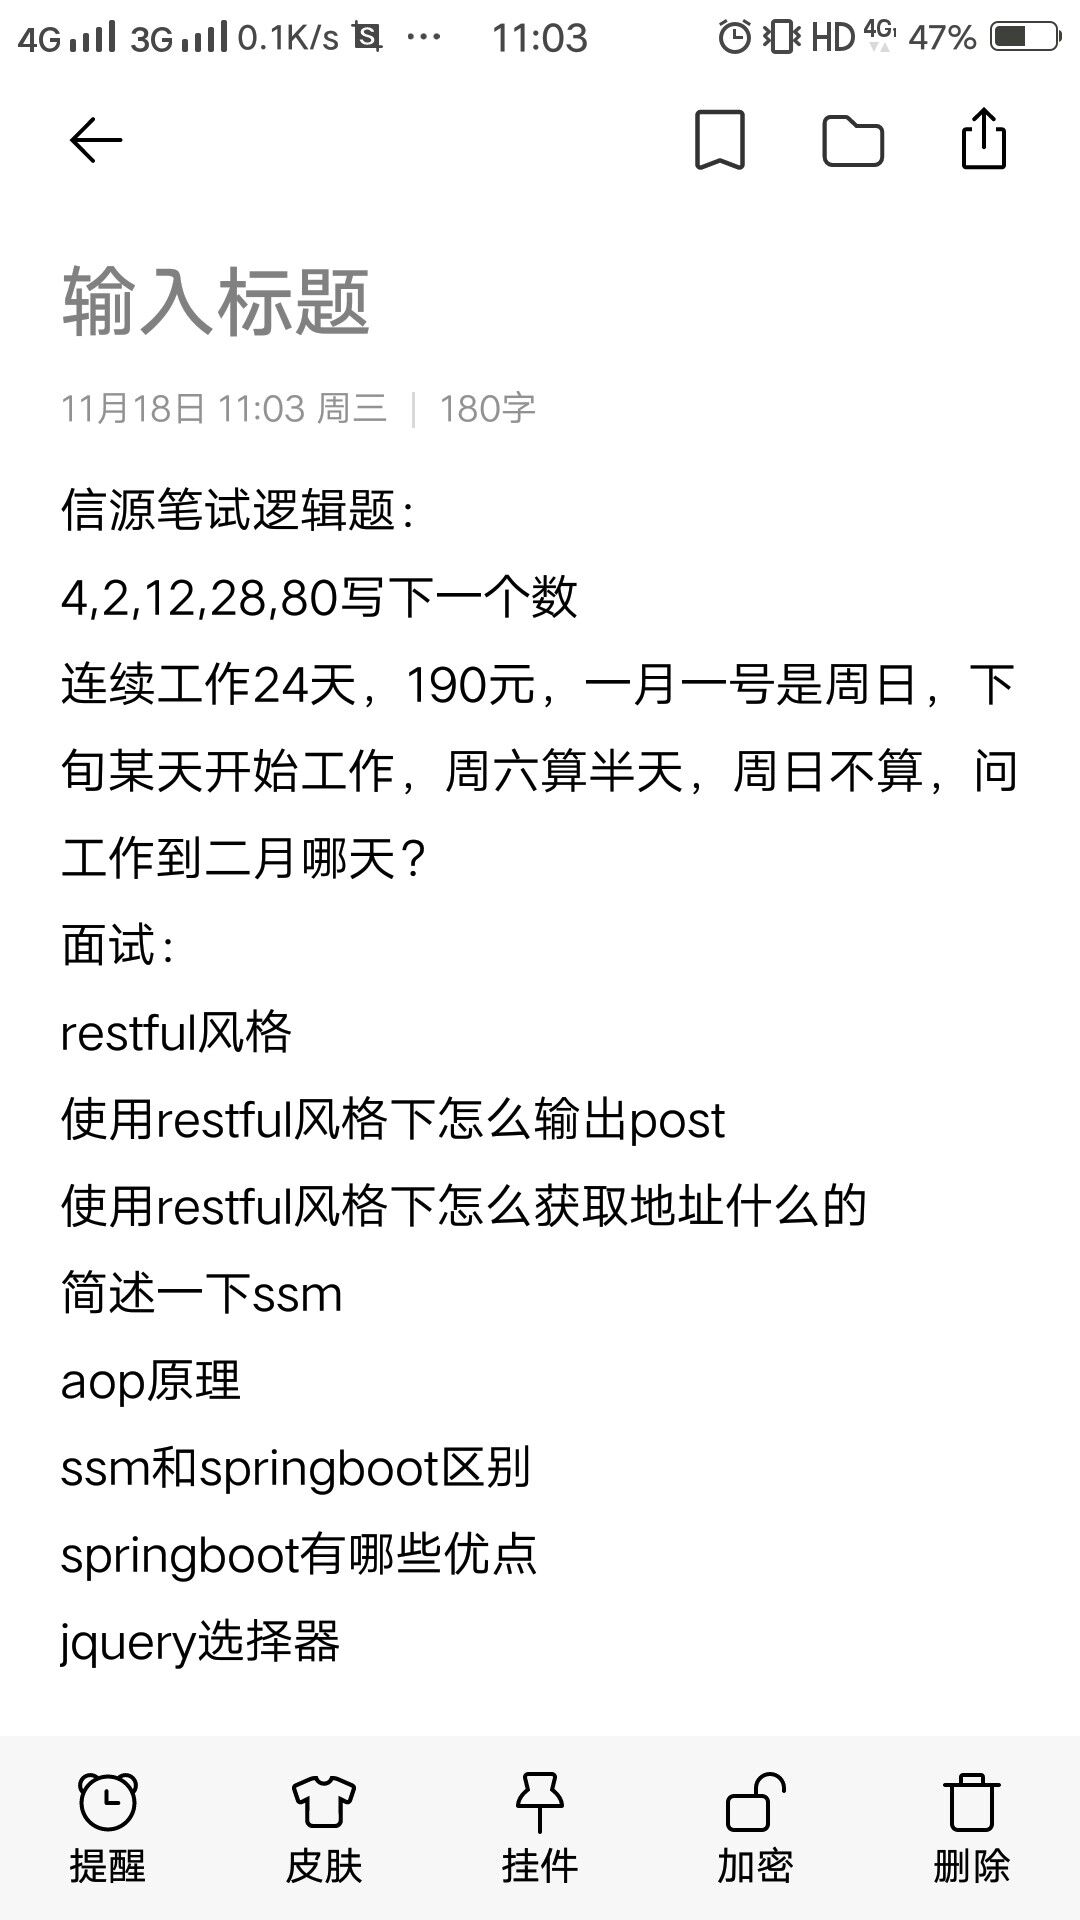 4G 3G 0.1K/s S ··· 11:03 HD 4G1 47%
输入标题
11月18日 11:03 周三 | 180字
信源笔试逻辑题：
4,2,12,28,80写下一个数
连续工作24天，190元，一月一号是周日，下
旬某天开始工作，周六算半天，周日不算，问
工作到二月哪天？
面试：
restful风格
使用restful风格下怎么输出post
使用restful风格下怎么获取地址什么的
简述一下ssm
aop原理
ssm和springboot区别
springboot有哪些优点
jquery选择器
提醒 皮肤 挂件 加密 删除